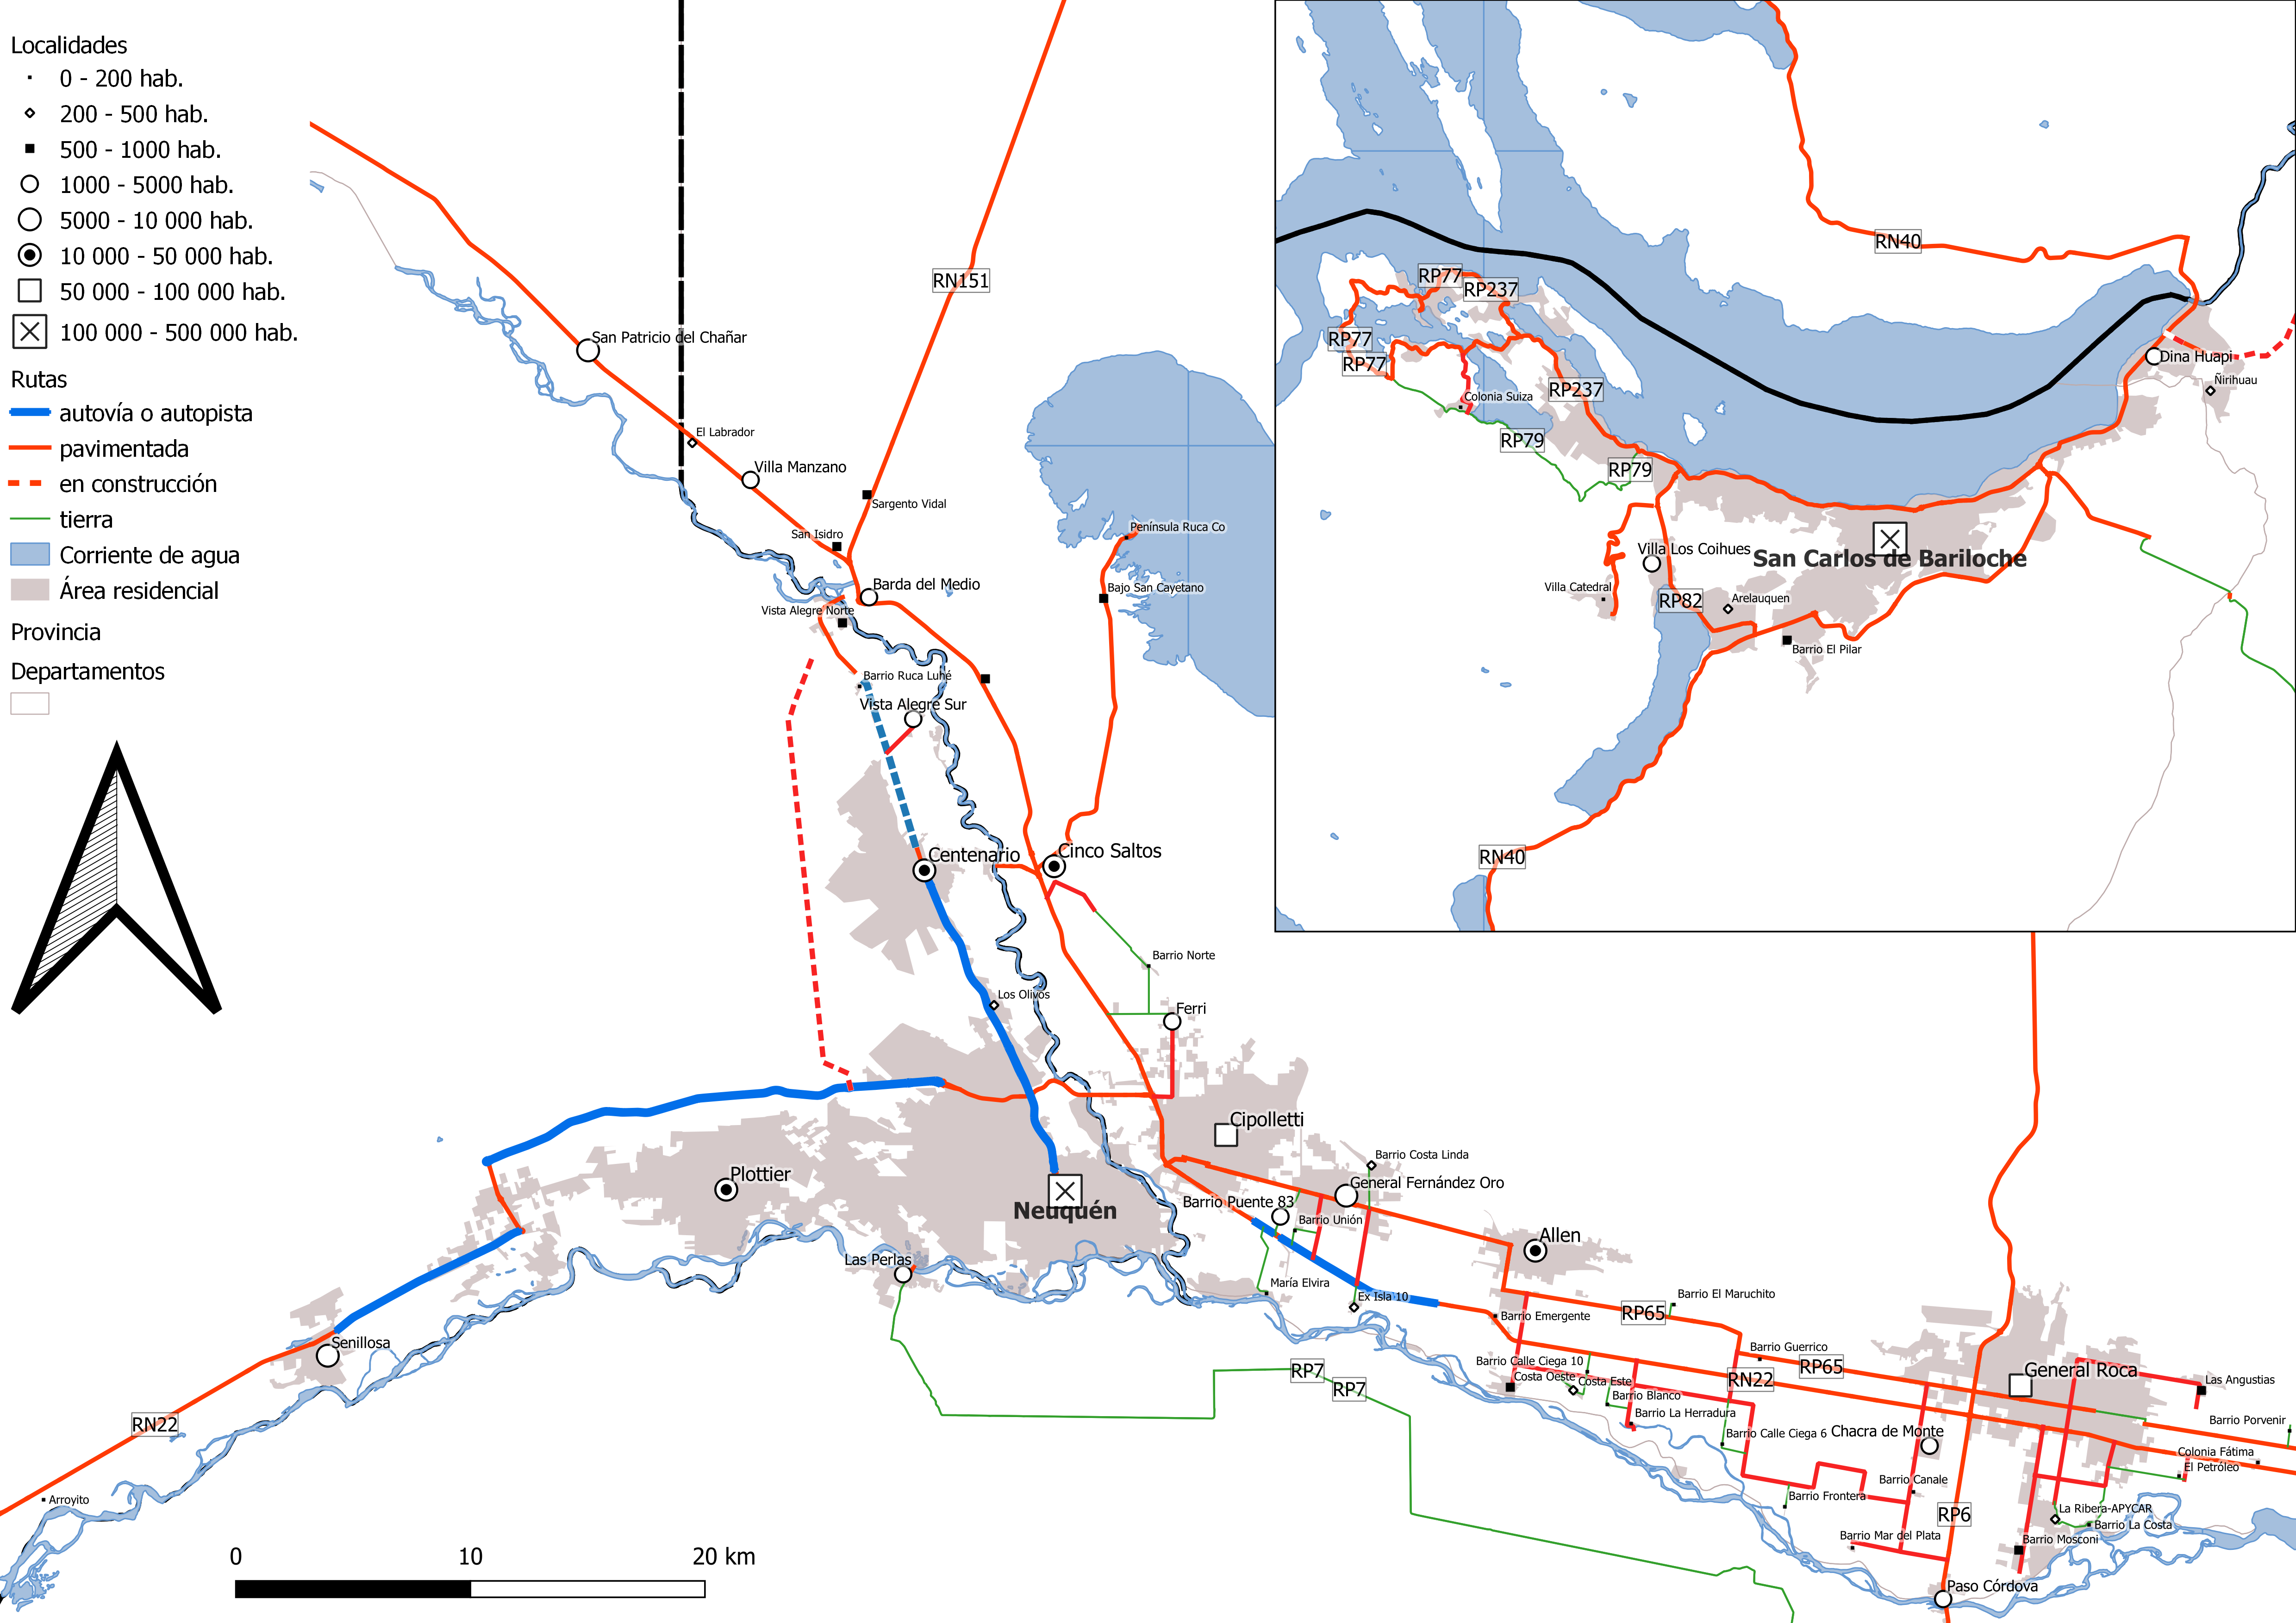 Localidades
0 - 200 hab.
200 - 500 hab.
500 - 1000 hab.
1000 - 5000 hab.
5000 - 10 000 hab.
10 000 - 50 000 hab.
50 000 - 100 000 hab.
100 000 - 500 000 hab.
Rutas
autovía o autopista
pavimentada
en construcción
tierra
Corriente de agua
Área residencial
Provincia
Departamentos
RN151
San Patricio del Chañar
El Labrador
Villa Manzano
Sargento Vidal
San Isidro
Barda del Medio
Vista Alegre Norte
Península Ruca Co
Bajo San Cayetano
Barrio Ruca Luhé
Vista Alegre Sur
Centenario
Cinco Saltos
Barrio Norte
Los Olivos
Ferri
Cipolletti
Plottier
Neuquén
Barrio Costa Linda
General Fernández Oro
Barrio Puente 83
Barrio Unión
Allen
Las Perlas
María Elvira
Ex Isla 10
Barrio El Maruchito
RP65
Barrio Emergente
Senillosa
Barrio Guerrico
RP65
Barrio Calle Ciega 10
RP7
RP7
Costa Oeste
Costa Este
RN22
General Roca
Las Angustias
Barrio Blanco
Barrio La Herradura
RN22
Barrio Calle Ciega 6
Chacra de Monte
Barrio Porvenir
Colonia Fátima
El Petróleo
Barrio Canale
Arroyito
Barrio Frontera
RP6
La Ribera-APYCAR
Barrio La Costa
Barrio Mar del Plata
Barrio Mosconi
Paso Córdova
0 10 20 km
RN40
RP77
RP237
RP77
RP77
Dina Huapi
Ñirihuau
RP237
Colonia Suiza
RP79
RP79
Villa Los Coihues
San Carlos de Bariloche
Villa Catedral
RP82
Arelauquen
Barrio El Pilar
RN40